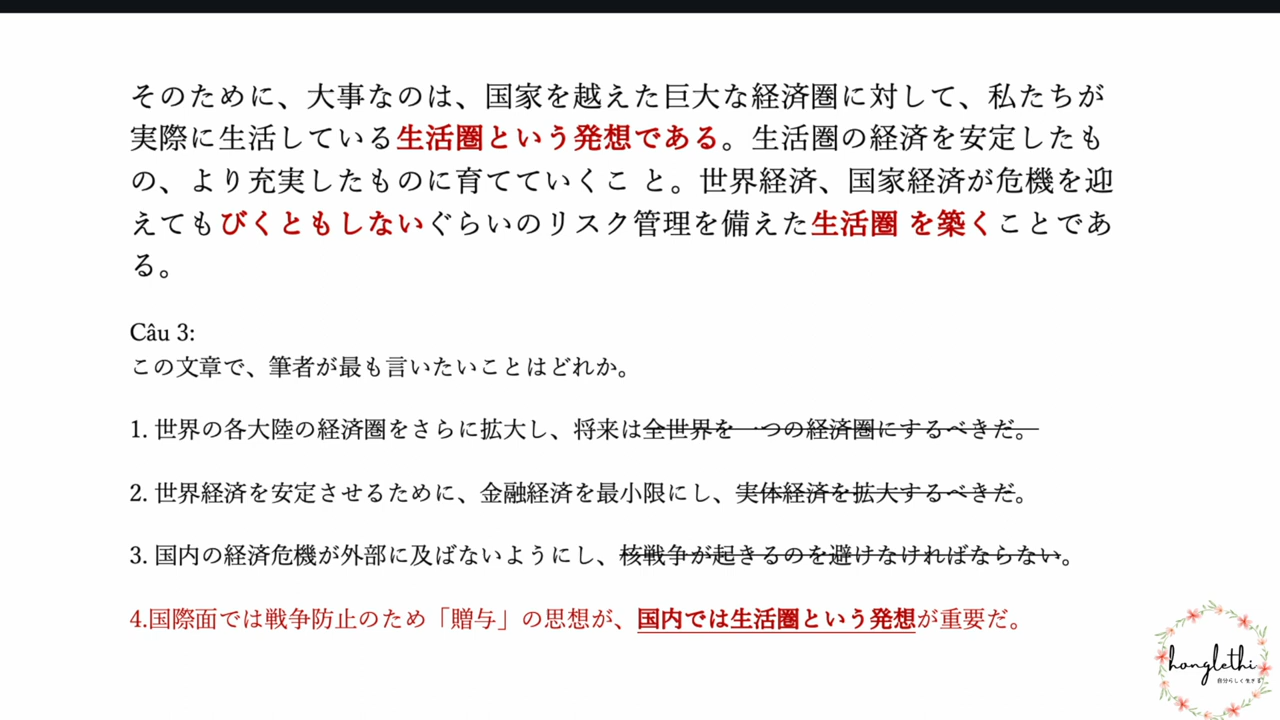 そのために、大事なのは、国家を越えた巨大な経済圏に対して、私たちが
実際に生活している生活圏という発想である。生活圏の経済を安定したも
の、より充実したものに育てていくこ と。世界経済、国家経済が危機を迎
えてもびくともしないぐらいのリスク管理を備えた生活圏 を築くことであ
る。
Câu 3:
この文章で、筆者が最も言いたいことはどれか。
1. 世界の各大陸の経済圏をさらに拡大し、将来は全世界を一つの経済圏にするべきだ。
2. 世界経済を安定させるために、金融経済を最小限にし、実体経済を拡大するべきだ。
3. 国内の経済危機が外部に及ばないようにし、核戦争が起きるのを避けなければならない。
4.国際面では戦争防止のため「贈与」の思想が、国内では生活圏という発想が重要だ。
honglethi
自分らしく生きる